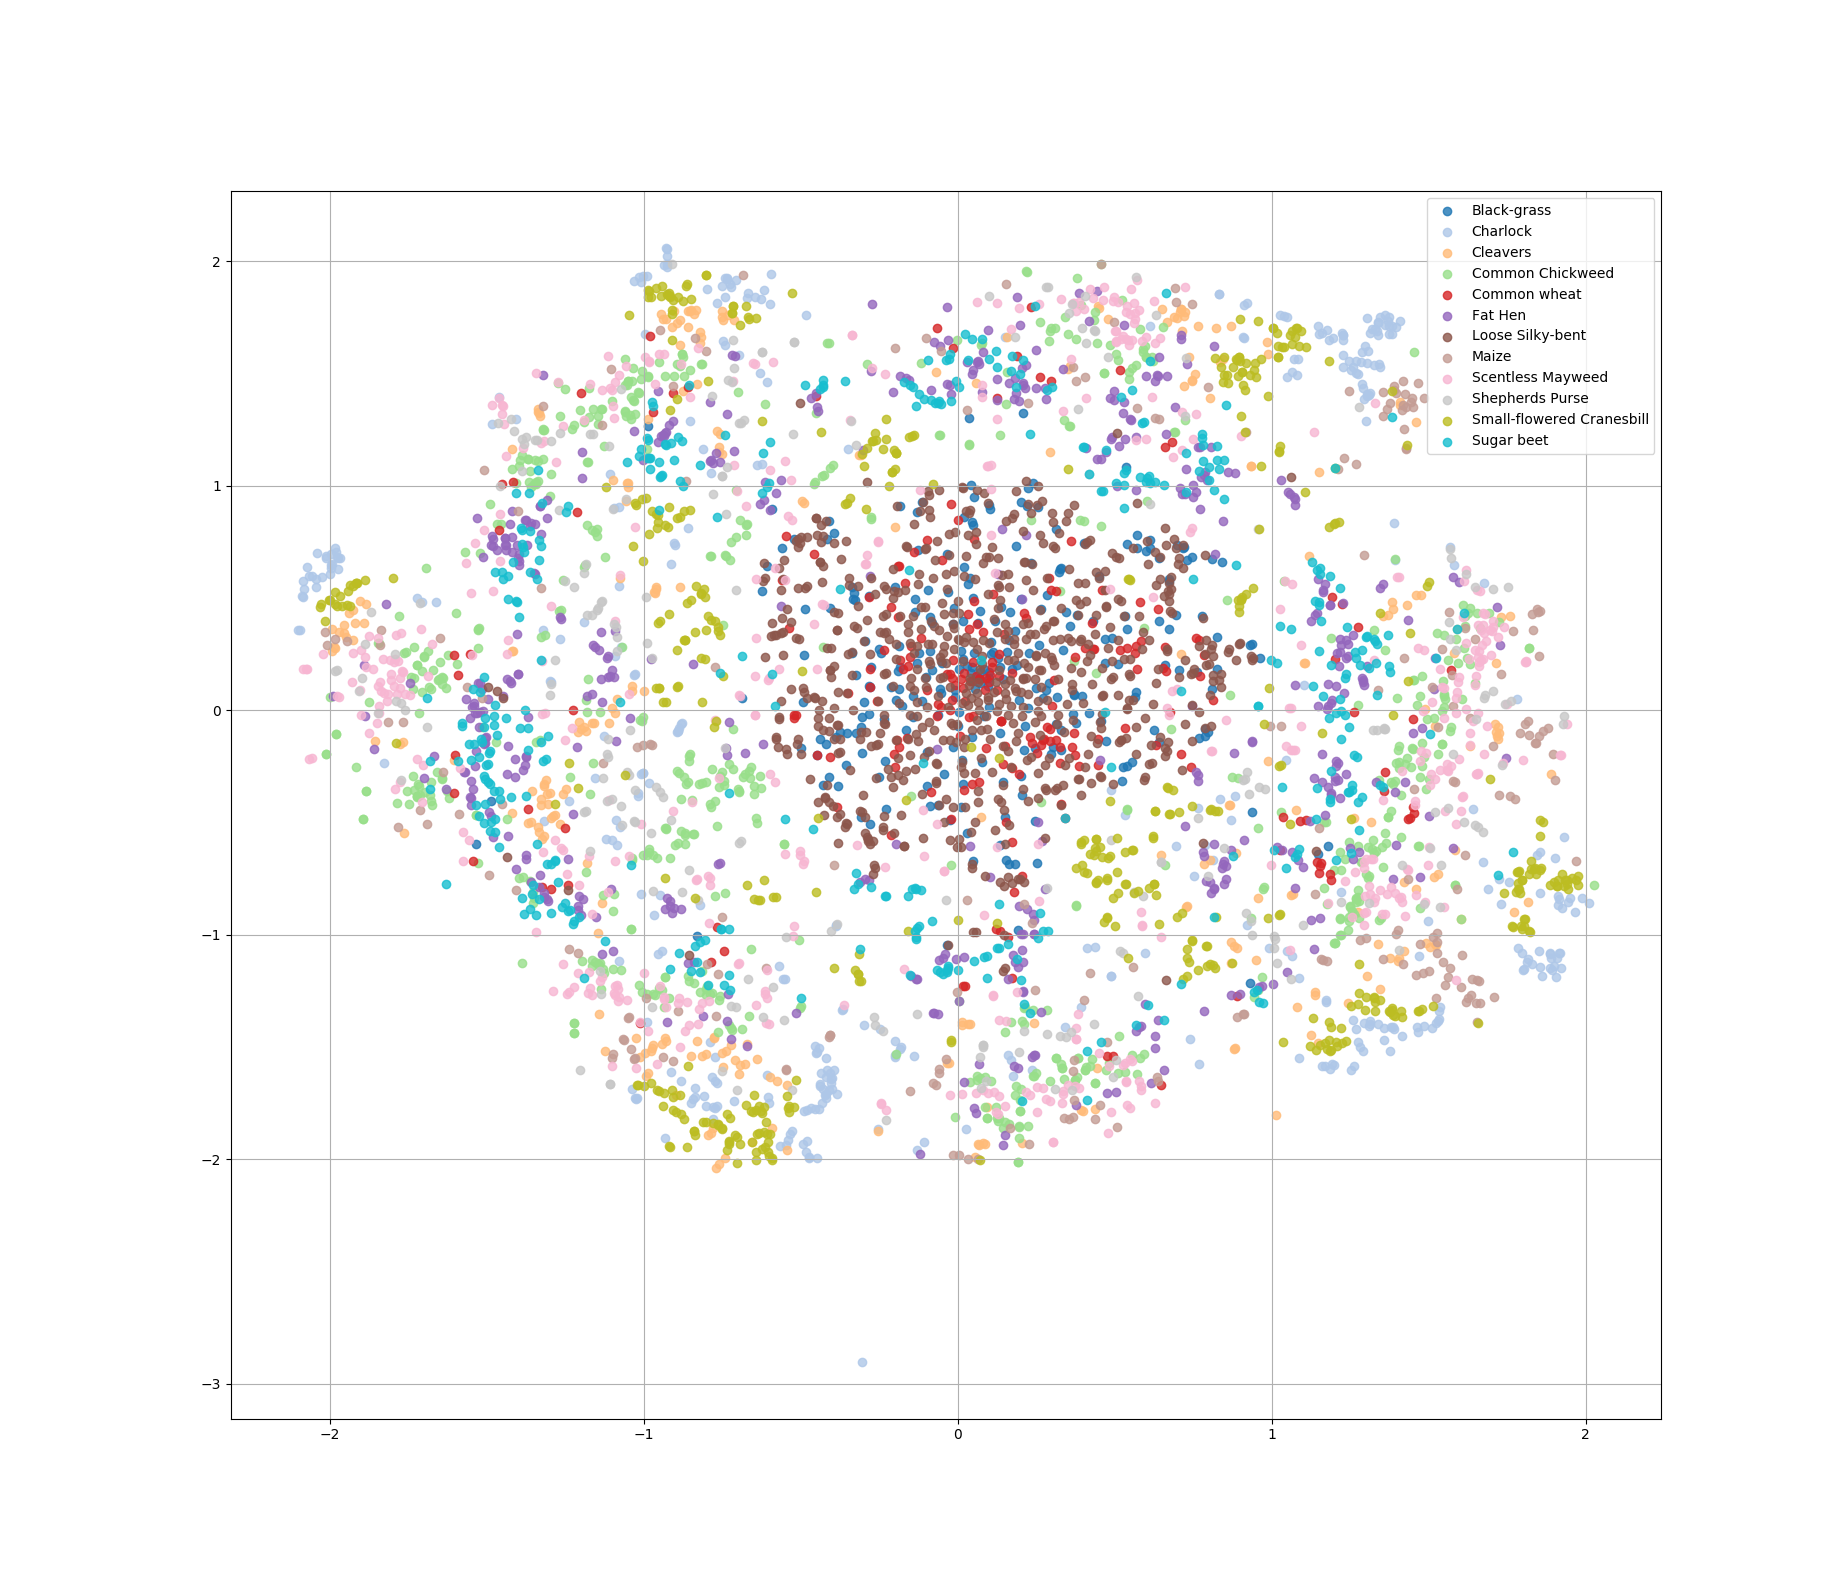 Black-grass
Charlock
Cleavers
Common Chickweed
Common wheat
Fat Hen
Loose Silky-bent
Maize
Scentless Mayweed
Shepherds Purse
Small-flowered Cranesbill
Sugar beet
2
1
0
−1
−2
−3
−2 −1 0 1 2